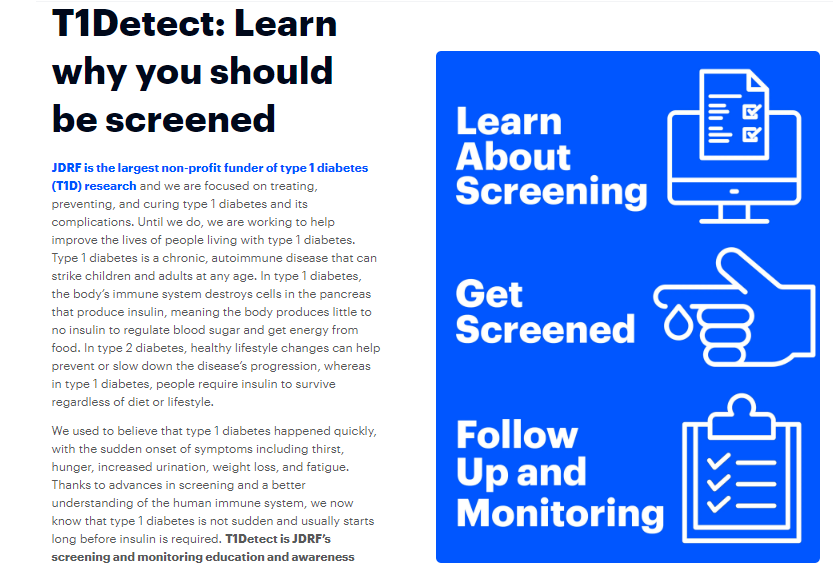 T1Detect: Learn
why you should
be screened
JDRF is the largest non-profit funder of type 1 diabetes
(T1D) research and we are focused on treating,
preventing, and curing type 1 diabetes and its
complications. Until we do, we are working to help
improve the lives of people living with type 1 diabetes.
Type 1 diabetes is a chronic, autoimmune disease that can
strike children and adults at any age. In type 1 diabetes,
the body’s immune system destroys cells in the pancreas
that produce insulin, meaning the body produces little to
no insulin to regulate blood sugar and get energy from
food. In type 2 diabetes, healthy lifestyle changes can help
prevent or slow down the disease’s progression, whereas
in type 1 diabetes, people require insulin to survive
regardless of diet or lifestyle.
We used to believe that type 1 diabetes happened quickly,
with the sudden onset of symptoms including thirst,
hunger, increased urination, weight loss, and fatigue.
Thanks to advances in screening and a better
understanding of the human immune system, we now
know that type 1 diabetes is not sudden and usually starts
long before insulin is required. T1Detect is JDRF’s
screening and monitoring education and awareness
Learn
About
Screening
Get
Screened
Follow
Up and
Monitoring